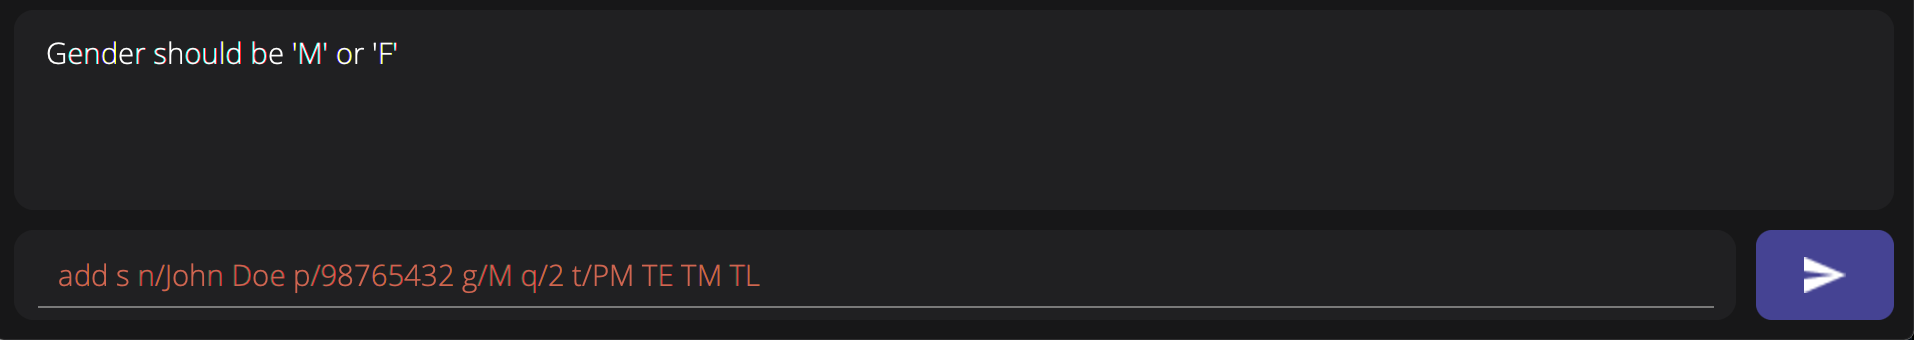 Gender should be 'M' or 'F'
add s n/John Doe p/98765432 g/M q/2 t/PM TE TM TL